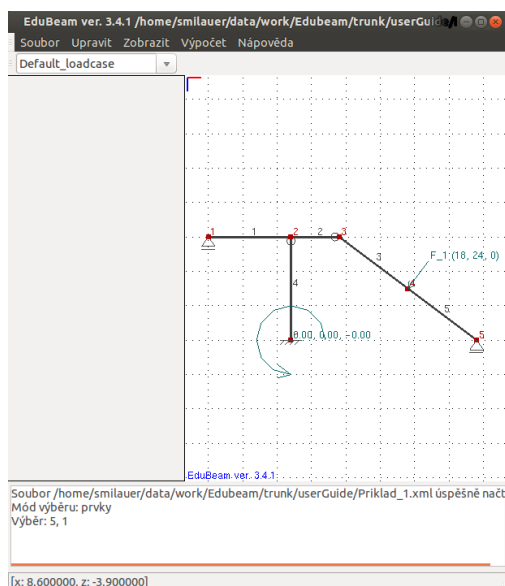 EduBeam ver. 3.4.1 /home/smilauer/data/work/Edubeam/trunk/userGuid
Soubor Upravit Zobrazit Výpočet Nápověda
Default_loadcase
1 1 2 2 3
3
F_1:(18, 24, 0)
4
4
5
.00, 0.00, -0.00
5
EduBeam ver. 3.4.1
Soubor /home/smilauer/data/work/Edubeam/trunk/userGuide/Priklad_1.xml úspěšně načt
Mód výběru: prvky
Výběr: 5, 1
[x: 8.600000, z: -3.900000]